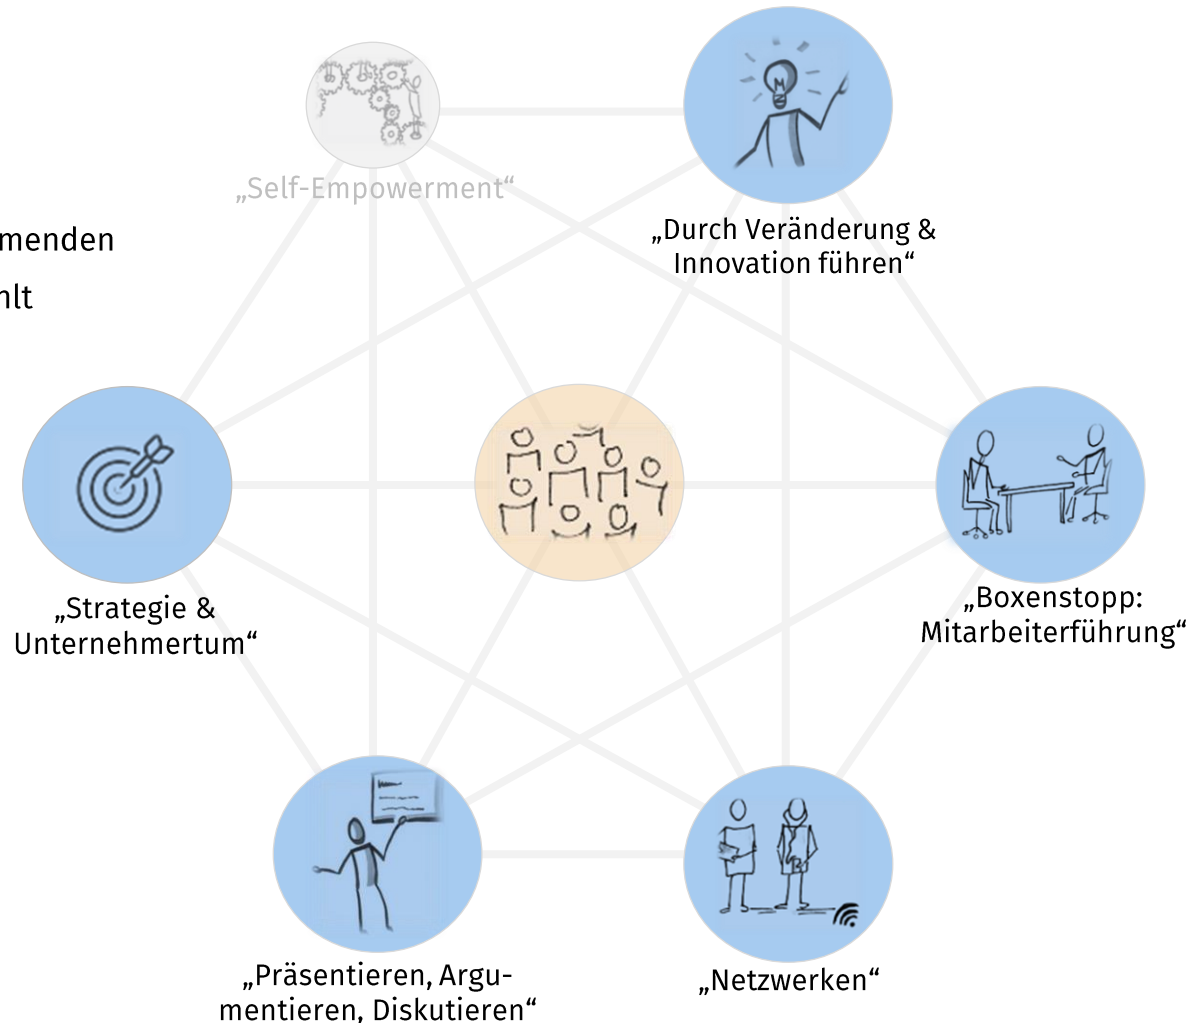 „Self-Empowerment“
„Durch Veränderung &
Innovation führen“
menden
hlt
„Strategie &
Unternehmertum“
„Boxenstopp:
Mitarbeiterführung“
„Präsentieren, Argu-
mentieren, Diskutieren“
„Netzwerken“